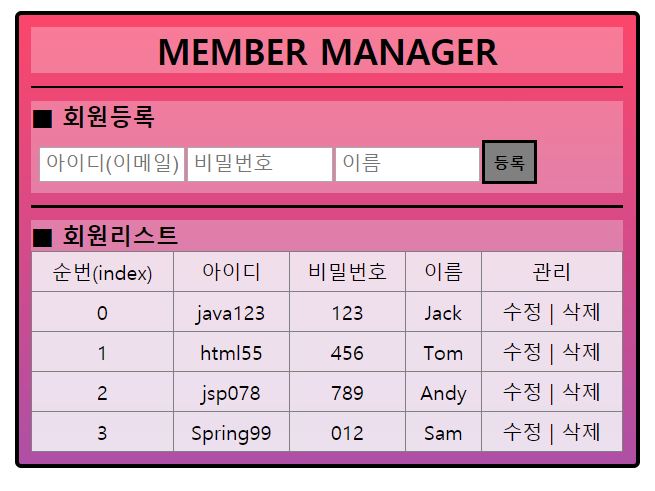 MEMBER MANAGER
■ 회원등록
아이디(이메일) 비밀번호 이름 등록
■ 회원리스트
순번(index) 아이디 비밀번호 이름 관리
0 java123 123 Jack 수정 | 삭제
1 html55 456 Tom 수정 | 삭제
2 jsp078 789 Andy 수정 | 삭제
3 Spring99 012 Sam 수정 | 삭제